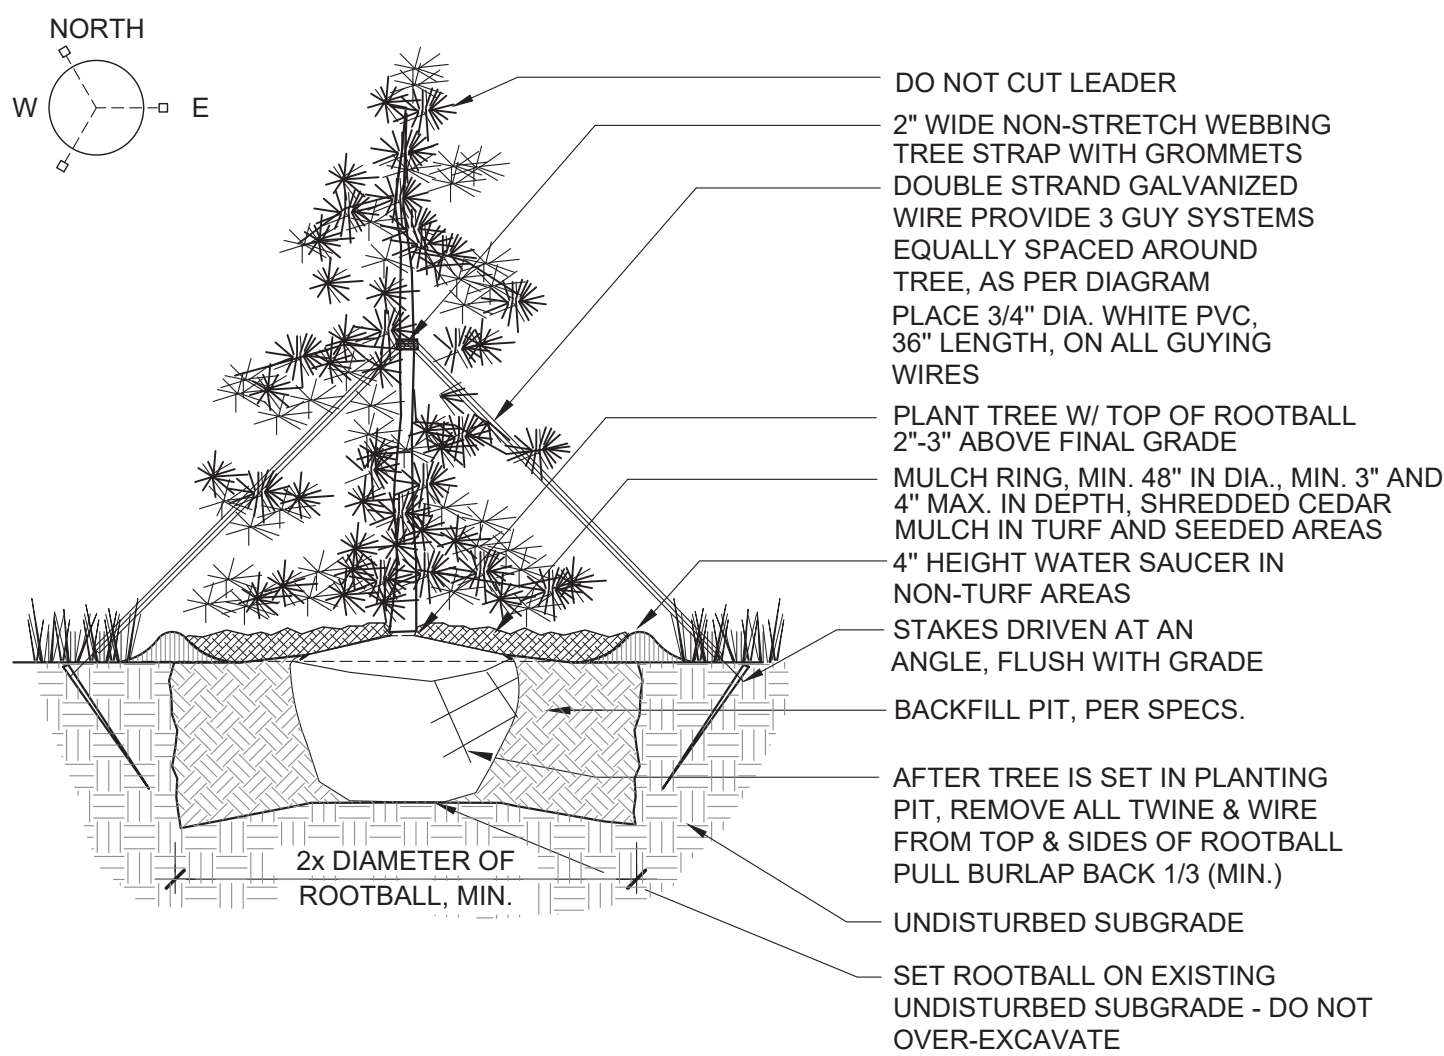 NORTH
W
E
DO NOT CUT LEADER
2" WIDE NON-STRETCH WEBBING
TREE STRAP WITH GROMMETS
DOUBLE STRAND GALVANIZED
WIRE PROVIDE 3 GUY SYSTEMS
EQUALLY SPACED AROUND
TREE, AS PER DIAGRAM
PLACE 3/4" DIA. WHITE PVC,
36" LENGTH, ON ALL GUYING
WIRES
PLANT TREE W/ TOP OF ROOTBALL
2"-3" ABOVE FINAL GRADE
MULCH RING, MIN. 48" IN DIA., MIN. 3" AND
4" MAX. IN DEPTH, SHREDDED CEDAR
MULCH IN TURF AND SEEDED AREAS
4" HEIGHT WATER SAUCER IN
NON-TURF AREAS
STAKES DRIVEN AT AN
ANGLE, FLUSH WITH GRADE
BACKFILL PIT, PER SPECS.
AFTER TREE IS SET IN PLANTING
PIT, REMOVE ALL TWINE & WIRE
FROM TOP & SIDES OF ROOTBALL
PULL BURLAP BACK 1/3 (MIN.)
UNDISTURBED SUBGRADE
SET ROOTBALL ON EXISTING
UNDISTURBED SUBGRADE - DO NOT
OVER-EXCAVATE
2x DIAMETER OF
ROOTBALL, MIN.